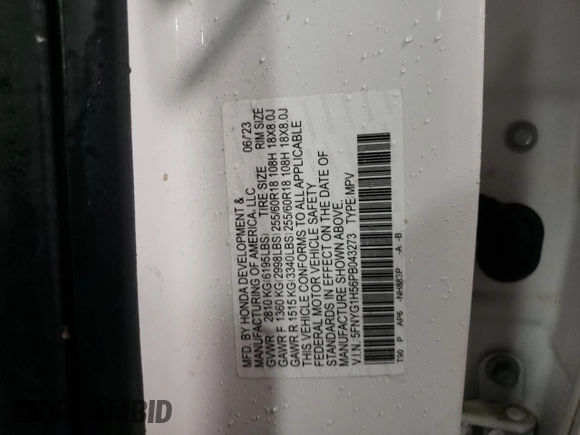 MFD. BY HONDA DEVELOPMENT &
MANUFACTURING OF AMERICA, LLC 06/'23
GVWR 2810 KG(6195LBS) TIRE SIZE RIM SIZE
GAWR F 1360 KG(2998LBS) 255/60R18 108H 18X8.0J
GAWR R 1515 KG(3340LBS) 255/60R18 108H 18X8.0J
THIS VEHICLE CONFORMS TO ALL APPLICABLE
FEDERAL MOTOR VEHICLE SAFETY
STANDARDS IN EFFECT ON THE DATE OF
MANUFACTURE SHOWN ABOVE.
V.I.N.:5FNYG1H56PB043273 TYPE:MPV
T90 P AP6 -NH883P -A -B
DREAMBID